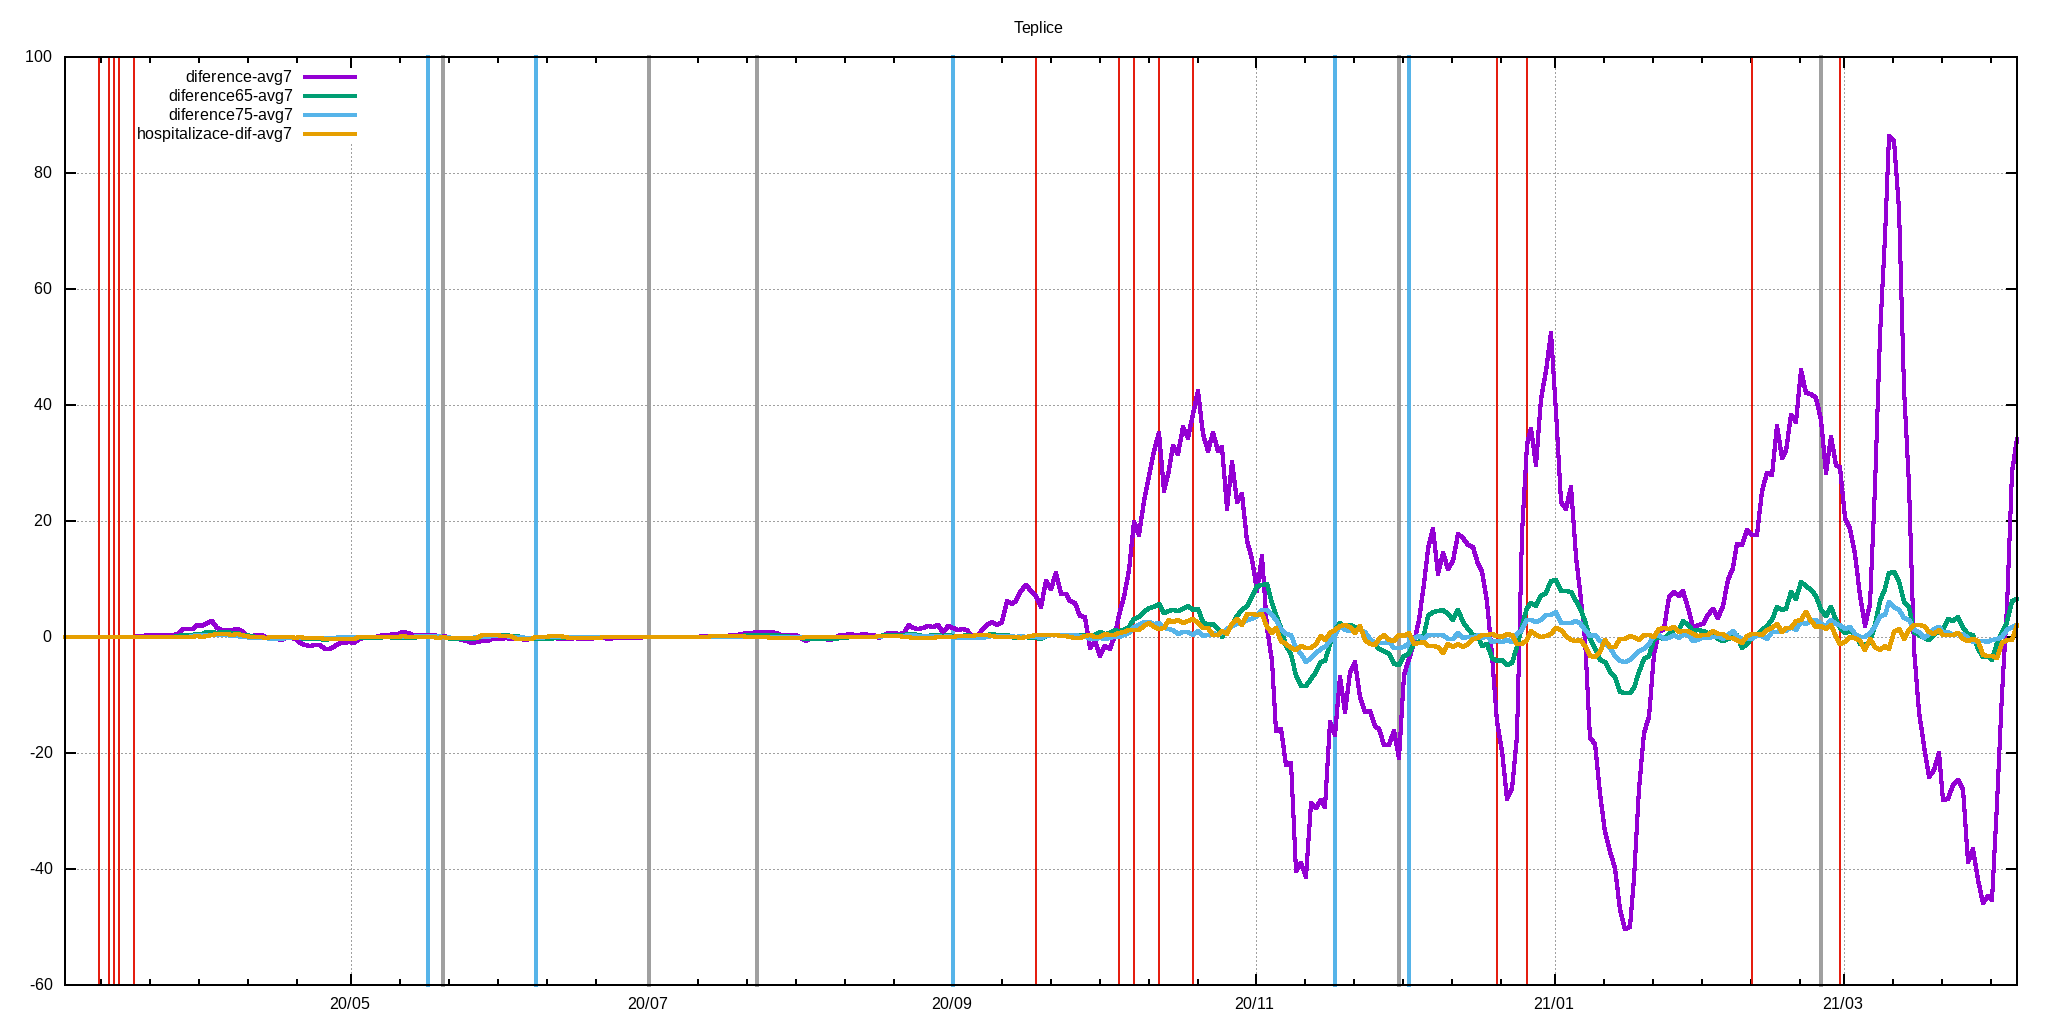 Teplice
100
80
60
40
20
0
-20
-40
-60
diference-avg7
diference65-avg7
diference75-avg7
hospitalizace-dif-avg7
20/05 20/07 20/09 20/11 21/01 21/03